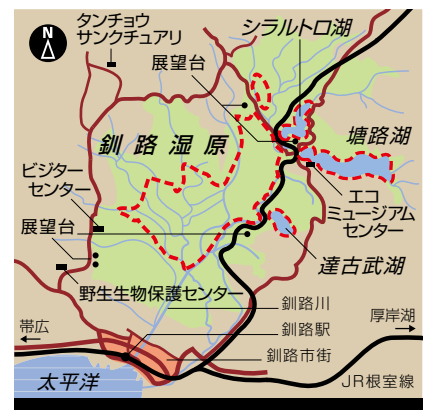 N
タンチョウ
サンクチュアリ
シラルトロ湖
展望台
釧路湿原
塘路湖
ビジター
センター
エコ
ミュージアム
センター
展望台
達古武湖
野生生物保護センター
釧路川
帯広
厚岸湖
釧路駅
釧路市街
太平洋
JR根室線